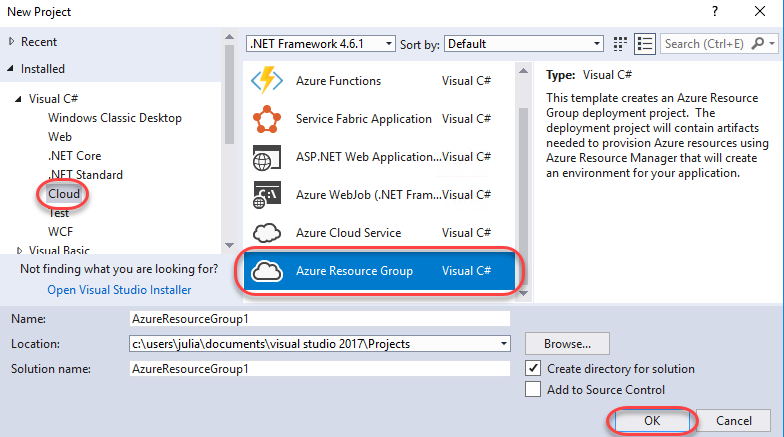 New Project
Recent
.NET Framework 4.6.1 Sort by: Default Search (Ctrl+E)
Installed
Visual C#
Windows Classic Desktop
Web
.NET Core
.NET Standard
Cloud
Test
WCF
Visual Basic
Not finding what you are looking for?
Open Visual Studio Installer
Azure Functions Visual C#
Service Fabric Application Visual C#
ASP.NET Web Application... Visual C#
Azure WebJob (.NET Fram... Visual C#
Azure Cloud Service Visual C#
Azure Resource Group Visual C#
Type: Visual C#
This template creates an Azure Resource
Group deployment project. The
deployment project will contain artifacts
needed to provision Azure resources using
Azure Resource Manager that will create
an environment for your application.
Name: AzureResourceGroup1
Location: c:\users\julia\documents\visual studio 2017\Projects Browse...
Solution name: AzureResourceGroup1
Create directory for solution
Add to Source Control
OK Cancel